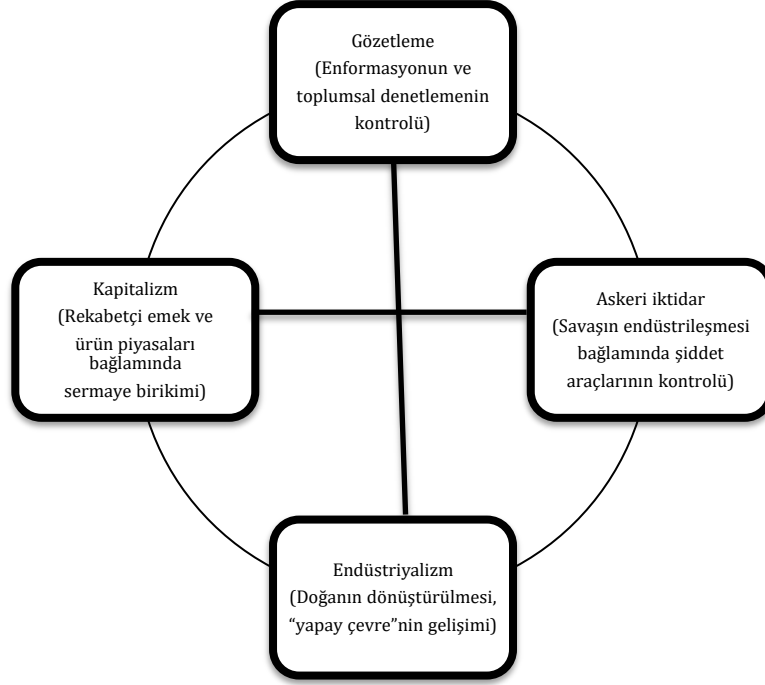 Gözetleme
(Enformasyonun ve
toplumsal denetlemenin
kontrolü)
Kapitalizm
(Rekabetçi emek ve
ürün piyasaları
bağlamında
sermaye birikimi)
Askeri iktidar
(Savaşın endüstrileşmesi
bağlamında şiddet
araçlarının kontrolü)
Endüstriyalizm
(Doğanın dönüştürülmesi,
“yapay çevre”nin gelişimi)